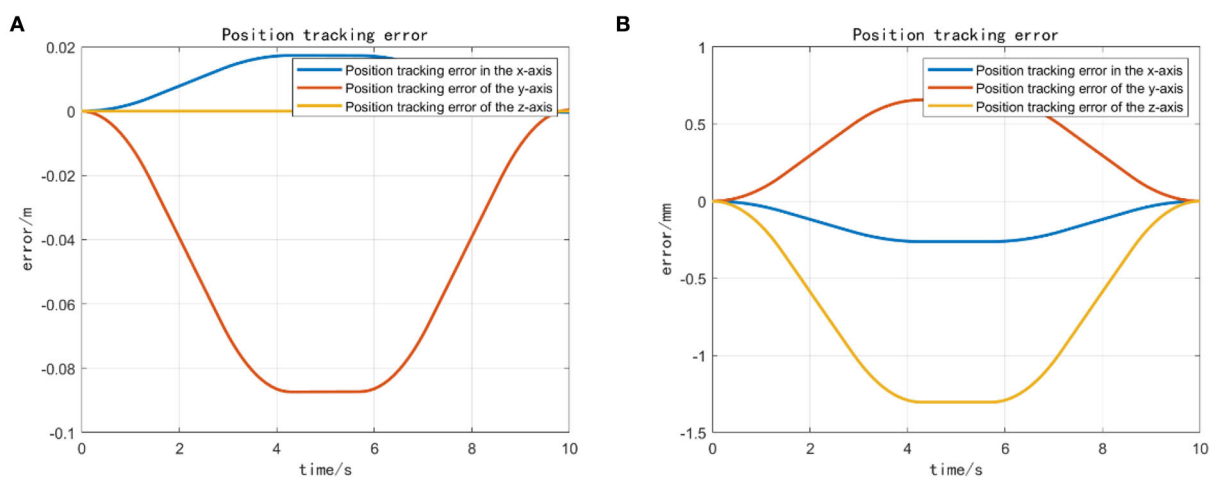 A
Position tracking error
0.02
0
-0.02
-0.04
-0.06
-0.08
-0.1
error/m
Position tracking error in the x-axis
Position tracking error of the y-axis
Position tracking error of the z-axis
0 2 4 6 8 10
time/s
B
Position tracking error
1
0.5
0
-0.5
-1
-1.5
error/mm
Position tracking error in the x-axis
Position tracking error of the y-axis
Position tracking error of the z-axis
0 2 4 6 8 10
time/s